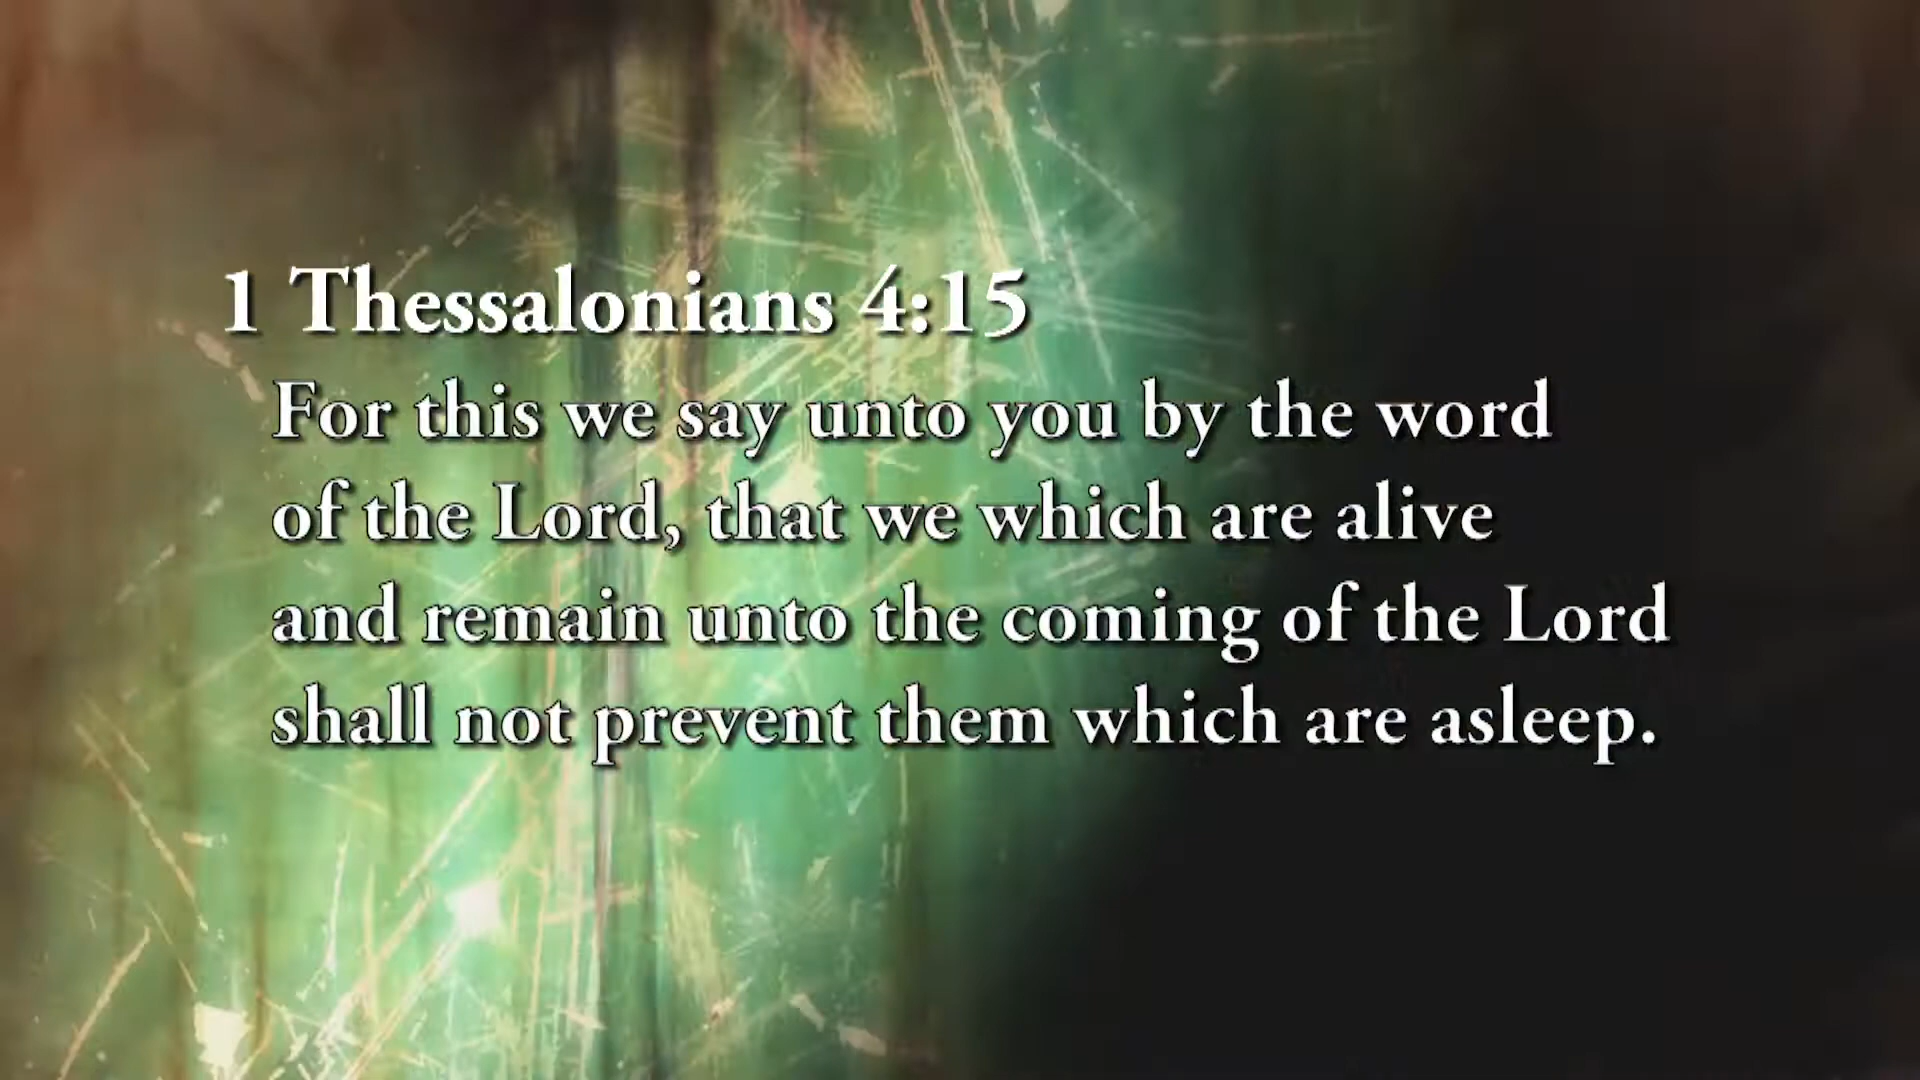 1 Thessalonians 4:15
For this we say unto you by the word
of the Lord, that we which are alive
and remain unto the coming of the Lord
shall not prevent them which are asleep.